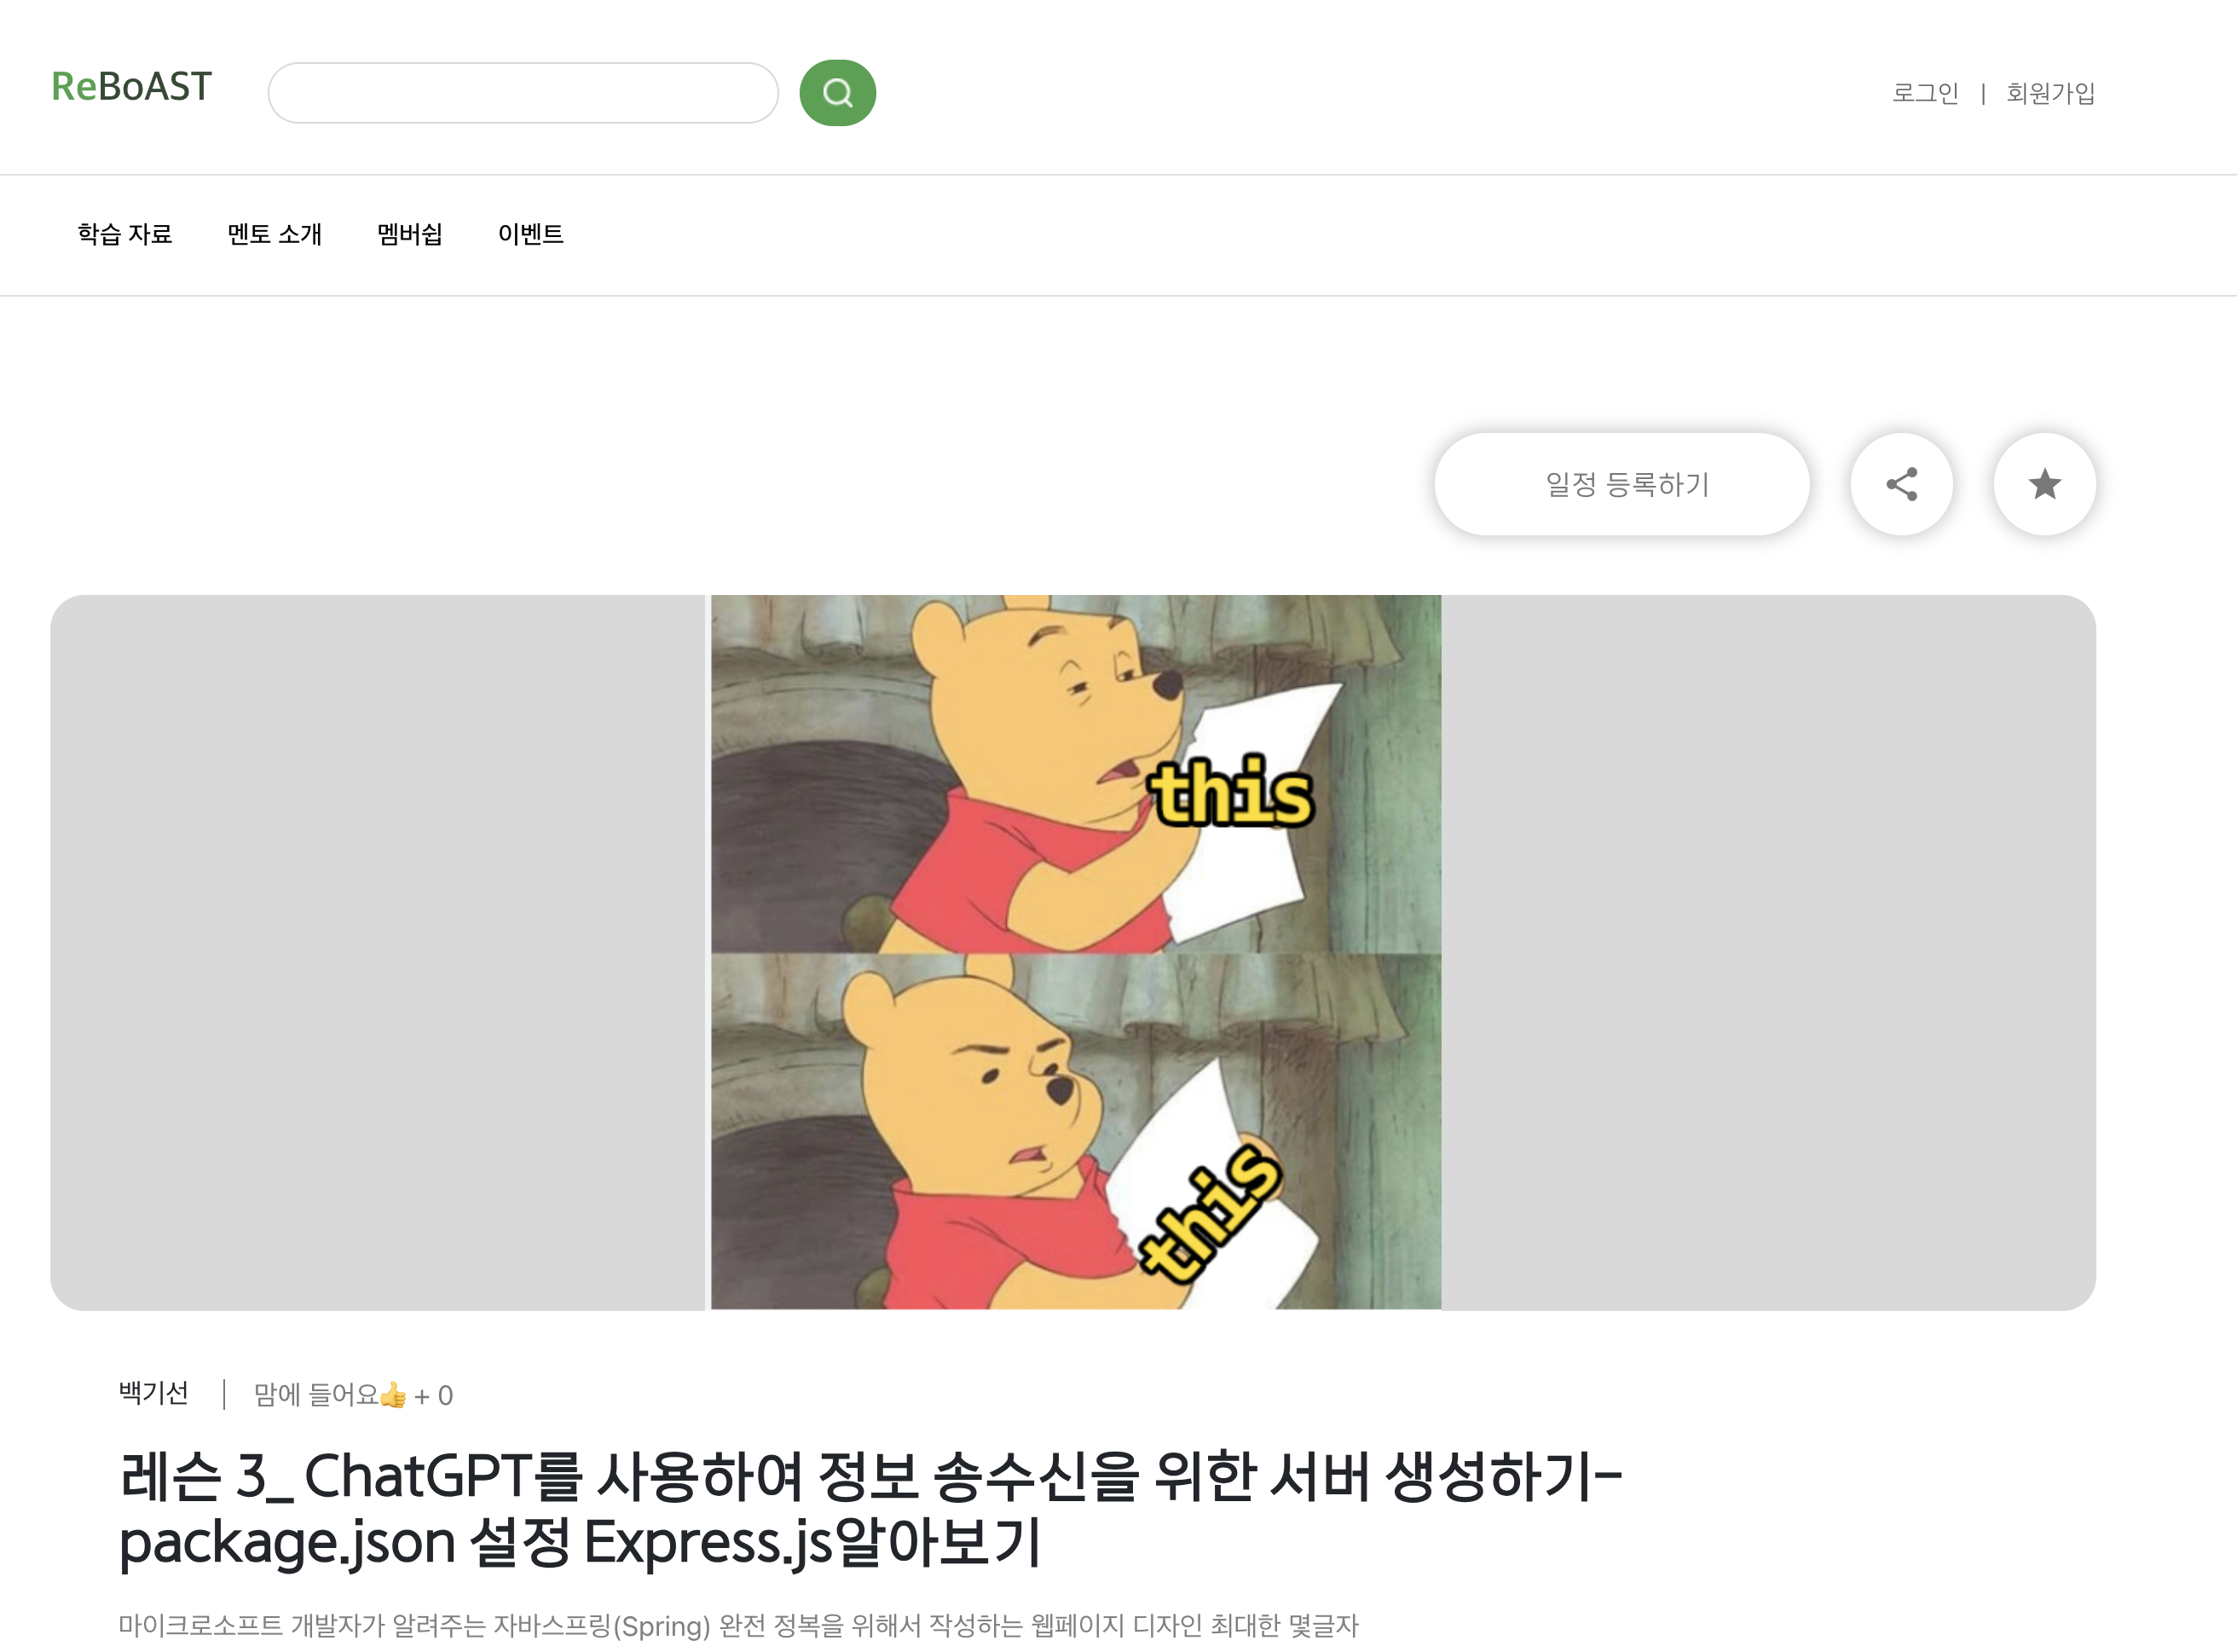 ReBoAST
로그인 | 회원가입
학습 자료 멘토 소개 멤버쉽 이벤트
일정 등록하기
this
this
백기선 | 맘에 들어요👍 + 0
레슨 3_ ChatGPT를 사용하여 정보 송수신을 위한 서버 생성하기-
package.json 설정 Express.js알아보기
마이크로소프트 개발자가 알려주는 자바스프링(Spring) 완전 정복을 위해서 작성하는 웹페이지 디자인 최대한 몇글자